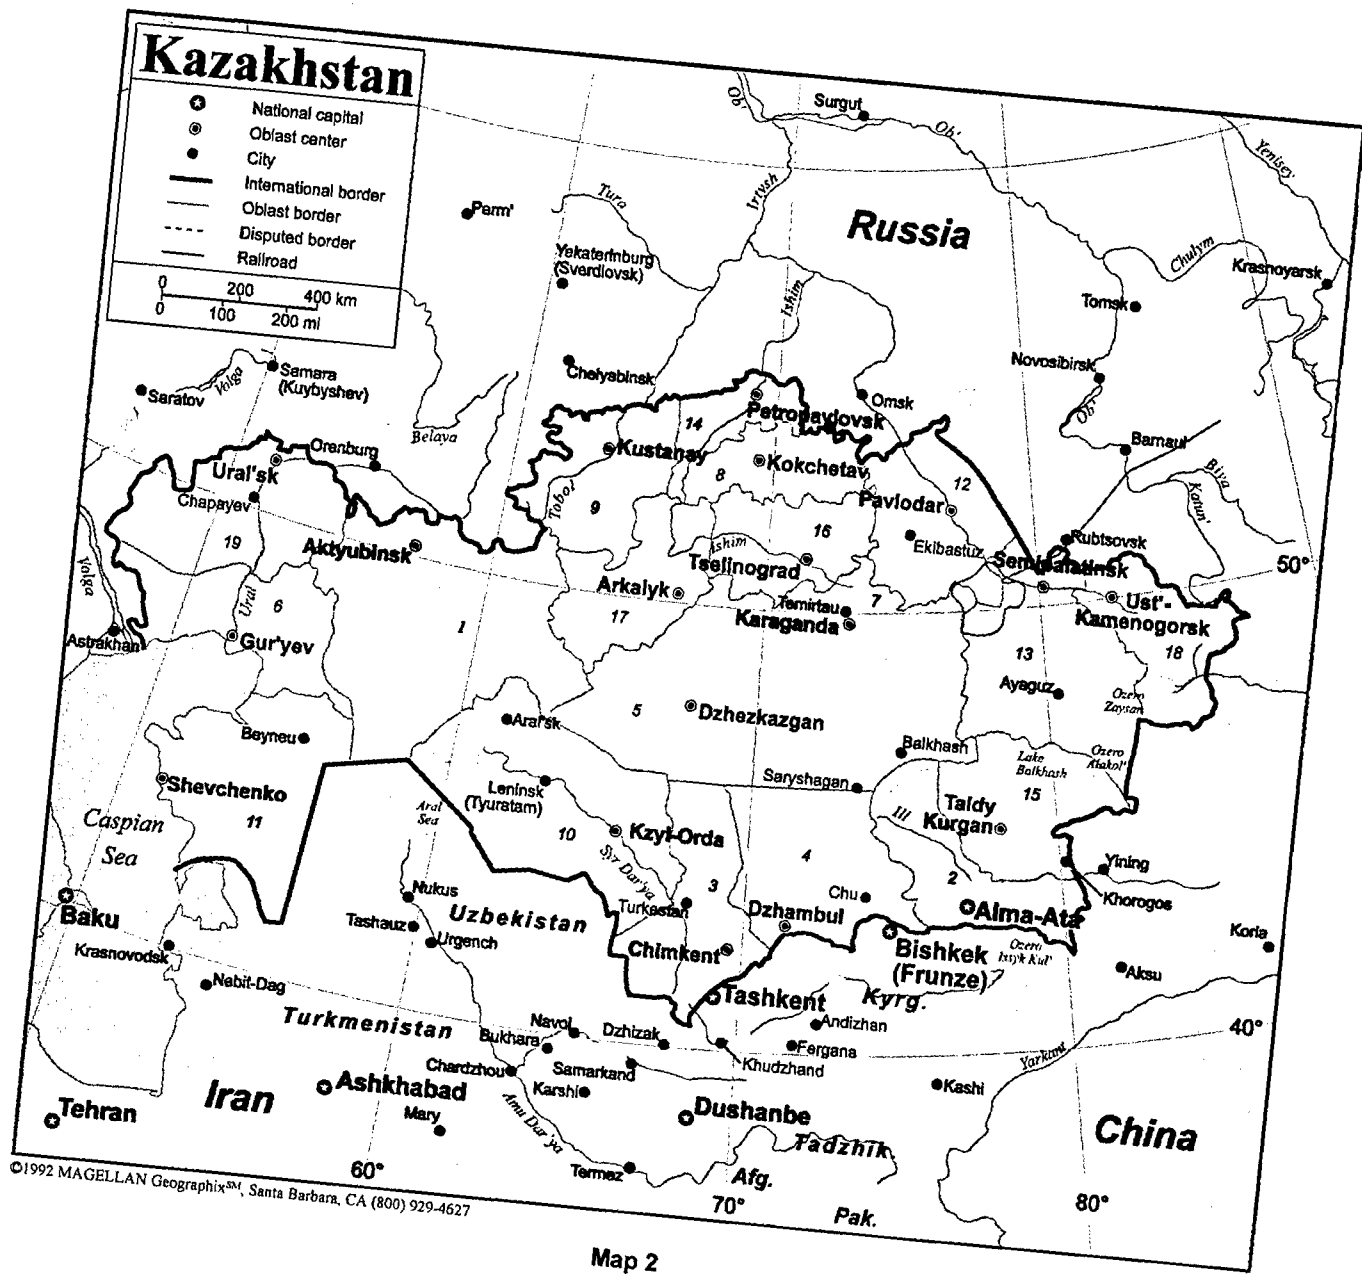 Kazakhstan
National capital
Oblast center
City
International border
Oblast border
Disputed border
Railroad
0 200 400 km
0 100 200 mi
Ob'
Surgut
Ob'
Yenisey
Perm'
Tura
Irtysh
Russia
Chulym
Krasnoyarsk
Yekaterinburg
(Sverdlovsk)
Ishim
Tomsk
Samara
(Kuybyshev)
Volga
Saratov
Chelyabinsk
Novosibirsk
Omsk
Ob'
Petropavlovsk
14
Belaya
Orenburg
Barnaul
Ural'sk
Kustanay
Kokchetav
Biya
Katun'
Chapayev
Tobol
8
9
Pavlodar
12
19
Aktyubinsk
Ishim
16
Ekibastuz
Rubtsovsk
Tselinograd
Semipalatinsk
50°
Volga
Ural
6
Arkalyk
Temirtau
7
Ust'-
Kamenogorsk
Astrakhan'
Gur'yev
1
17
Karaganda
13
18
Ayaguz
Ozero
Zaysan
5
Dzhezkazgan
Aral'sk
Beyneu
Balkhash
Lake
Balkhash
Ozero
Alakol'
Shevchenko
Leninsk
(Tyuratam)
Saryshagan
15
Aral
Sea
Taldy
Kurgan
Caspian
Sea
11
10
Kzyl-Orda
Ili
4
Syr Dar'ya
3
Yining
Nukus
Chu
2
Khorogos
Baku
Tashauz
Uzbekistan
Turkestan
Dzhambul
Alma-Ata
Urgench
Korla
Krasnovodsk
Chimkent
Bishkek
(Frunze)
Ozero
Issyk Kul'
Aksu
Nebit-Dag
Tashkent
Kyrg.
Turkmenistan
Navoi
Dzhizak
Andizhan
40°
Bukhara
Fergana
Yarkant
Chardzhou
Samarkand
Khudzhand
Iran
Ashkhabad
Karshi
Kashi
Tehran
Mary
Amu Dar'ya
Dushanbe
China
Tadzhik.
Termez
Afg.
60°
70°
80°
Pak.
©1992 MAGELLAN Geographix℠, Santa Barbara, CA (800) 929-4627
Map 2